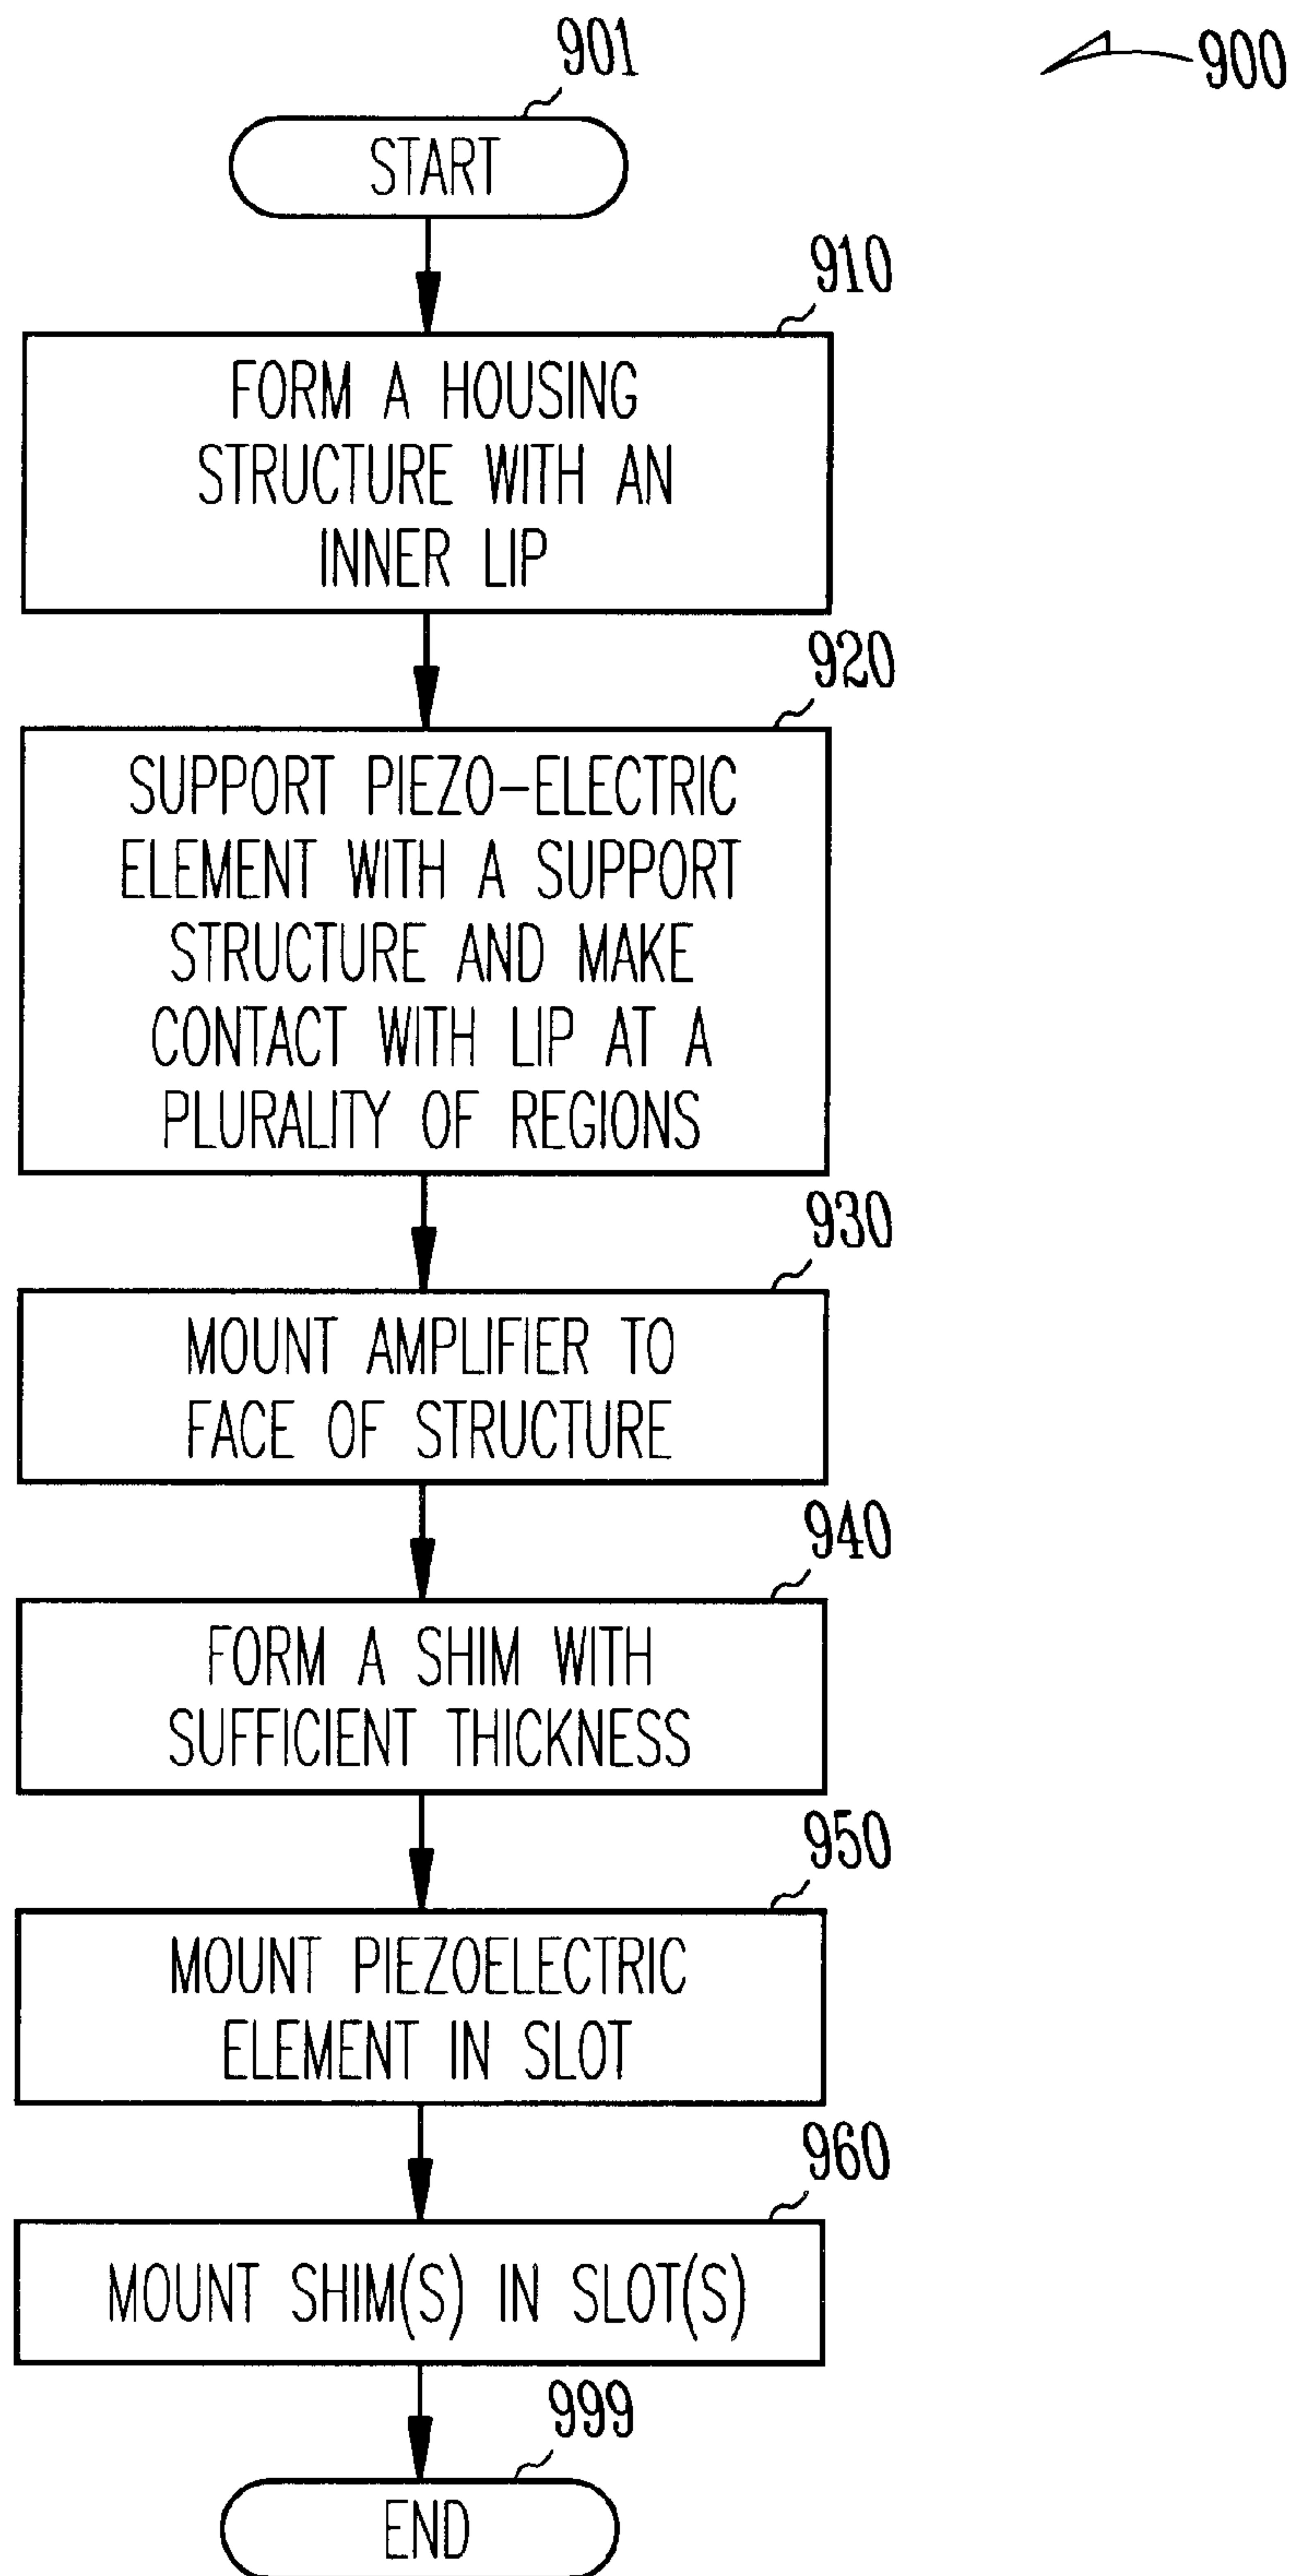 901
900
START
910
FORM A HOUSING
STRUCTURE WITH AN
INNER LIP
920
SUPPORT PIEZO-ELECTRIC
ELEMENT WITH A SUPPORT
STRUCTURE AND MAKE
CONTACT WITH LIP AT A
PLURALITY OF REGIONS
930
MOUNT AMPLIFIER TO
FACE OF STRUCTURE
940
FORM A SHIM WITH
SUFFICIENT THICKNESS
950
MOUNT PIEZOELECTRIC
ELEMENT IN SLOT
960
MOUNT SHIM(S) IN SLOT(S)
999
END